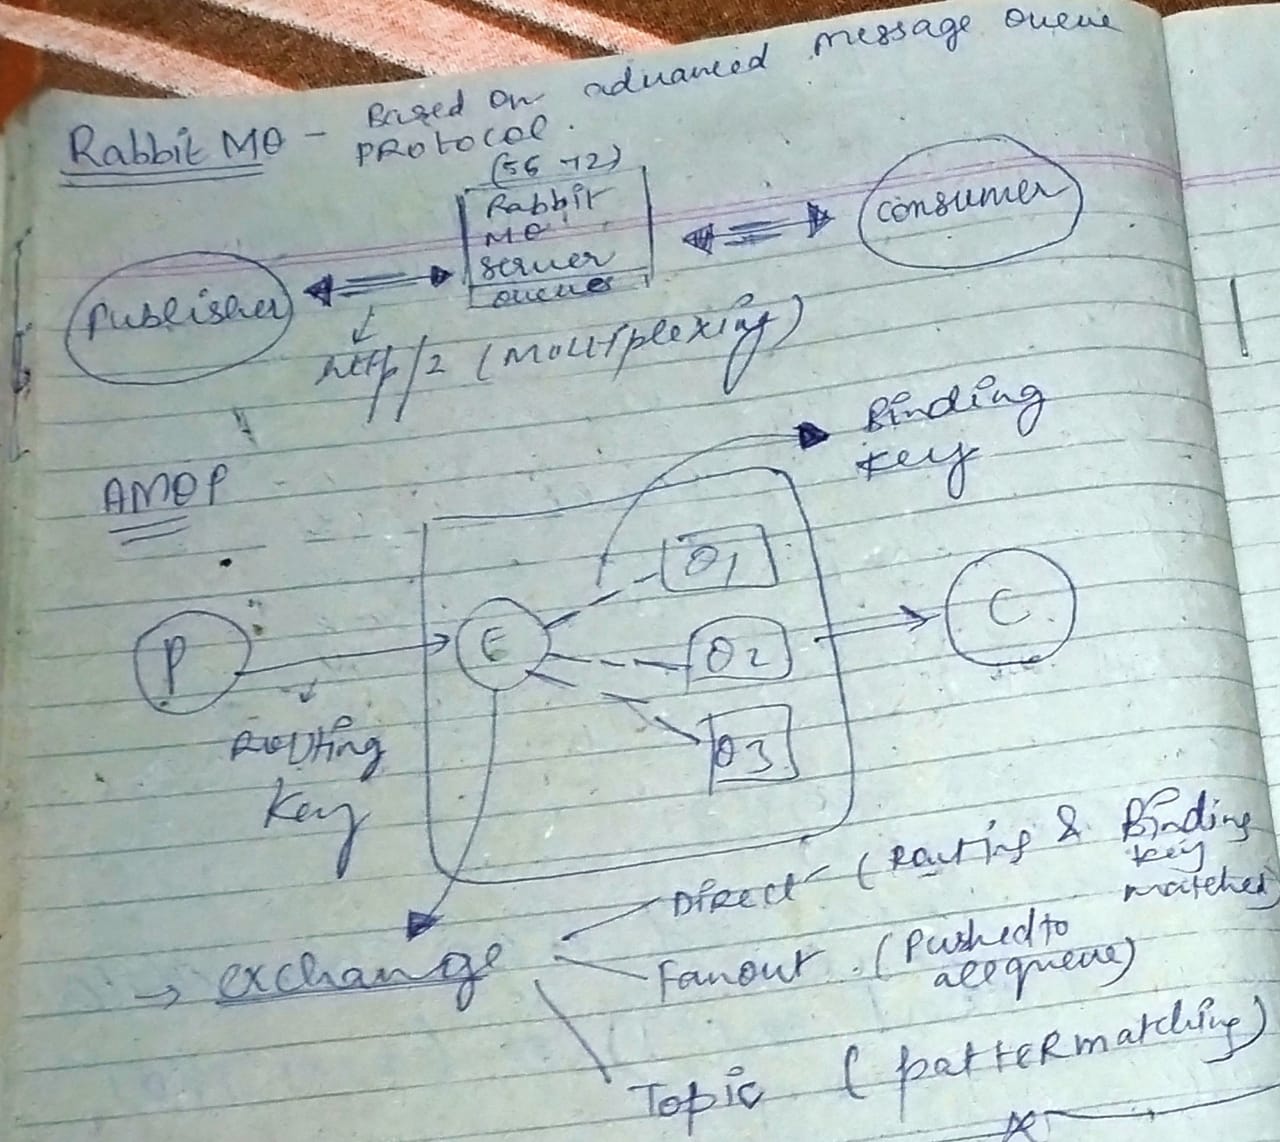 Rabbit MQ - Based on advanced message Queue
PROtocol.
(5672)
Rabbit
MQ
server
Queues
Publisher
consumer
http/2 (Multiplexing)
Binding
key
AMQP
P
Routing
Key
E
Q1
Q2
Q3
C
→ exchange
Direct (Routing & Binding
key
matched)
Fanout. (Pushed to
all queue)
Topic (patter matching)